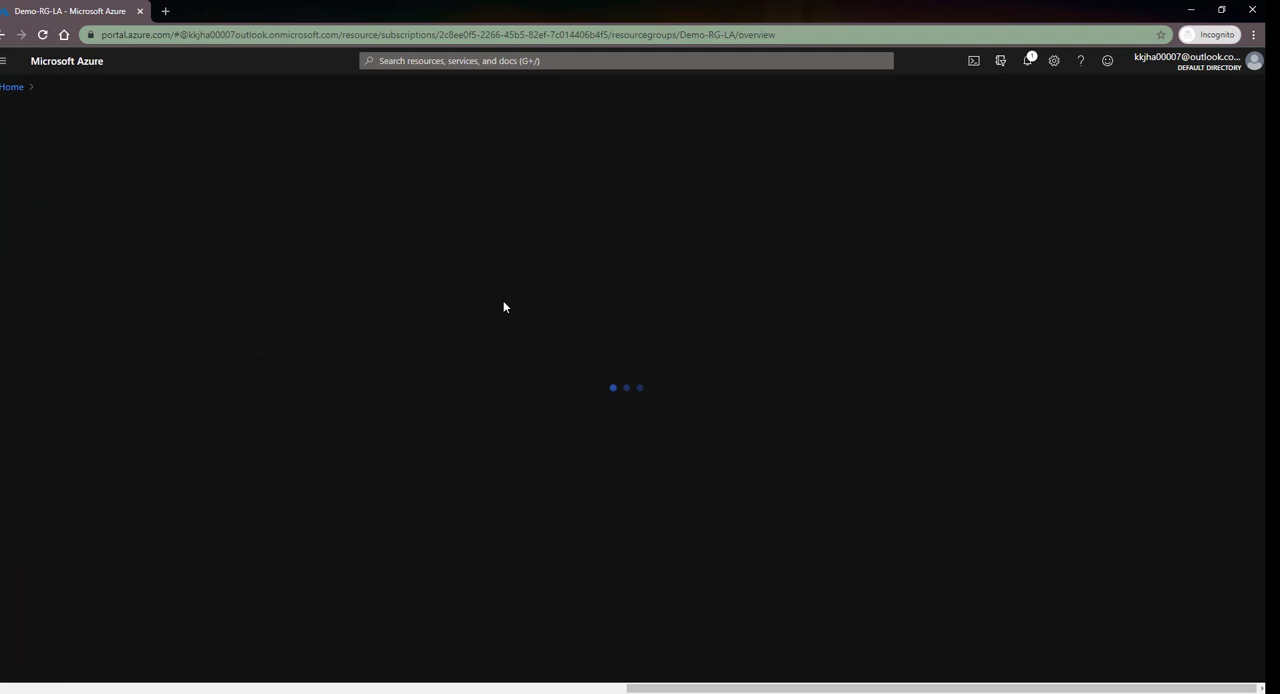 Demo-RG-LA - Microsoft Azure
portal.azure.com/#@kkjha00007outlook.onmicrosoft.com/resource/subscriptions/2c8ee0f5-2266-45b5-82ef-7c014406b4f5/resourcegroups/Demo-RG-LA/overview
Incognito
Microsoft Azure
Search resources, services, and docs (G+/)
1
kkjha00007@outlook.co...
DEFAULT DIRECTORY
Home